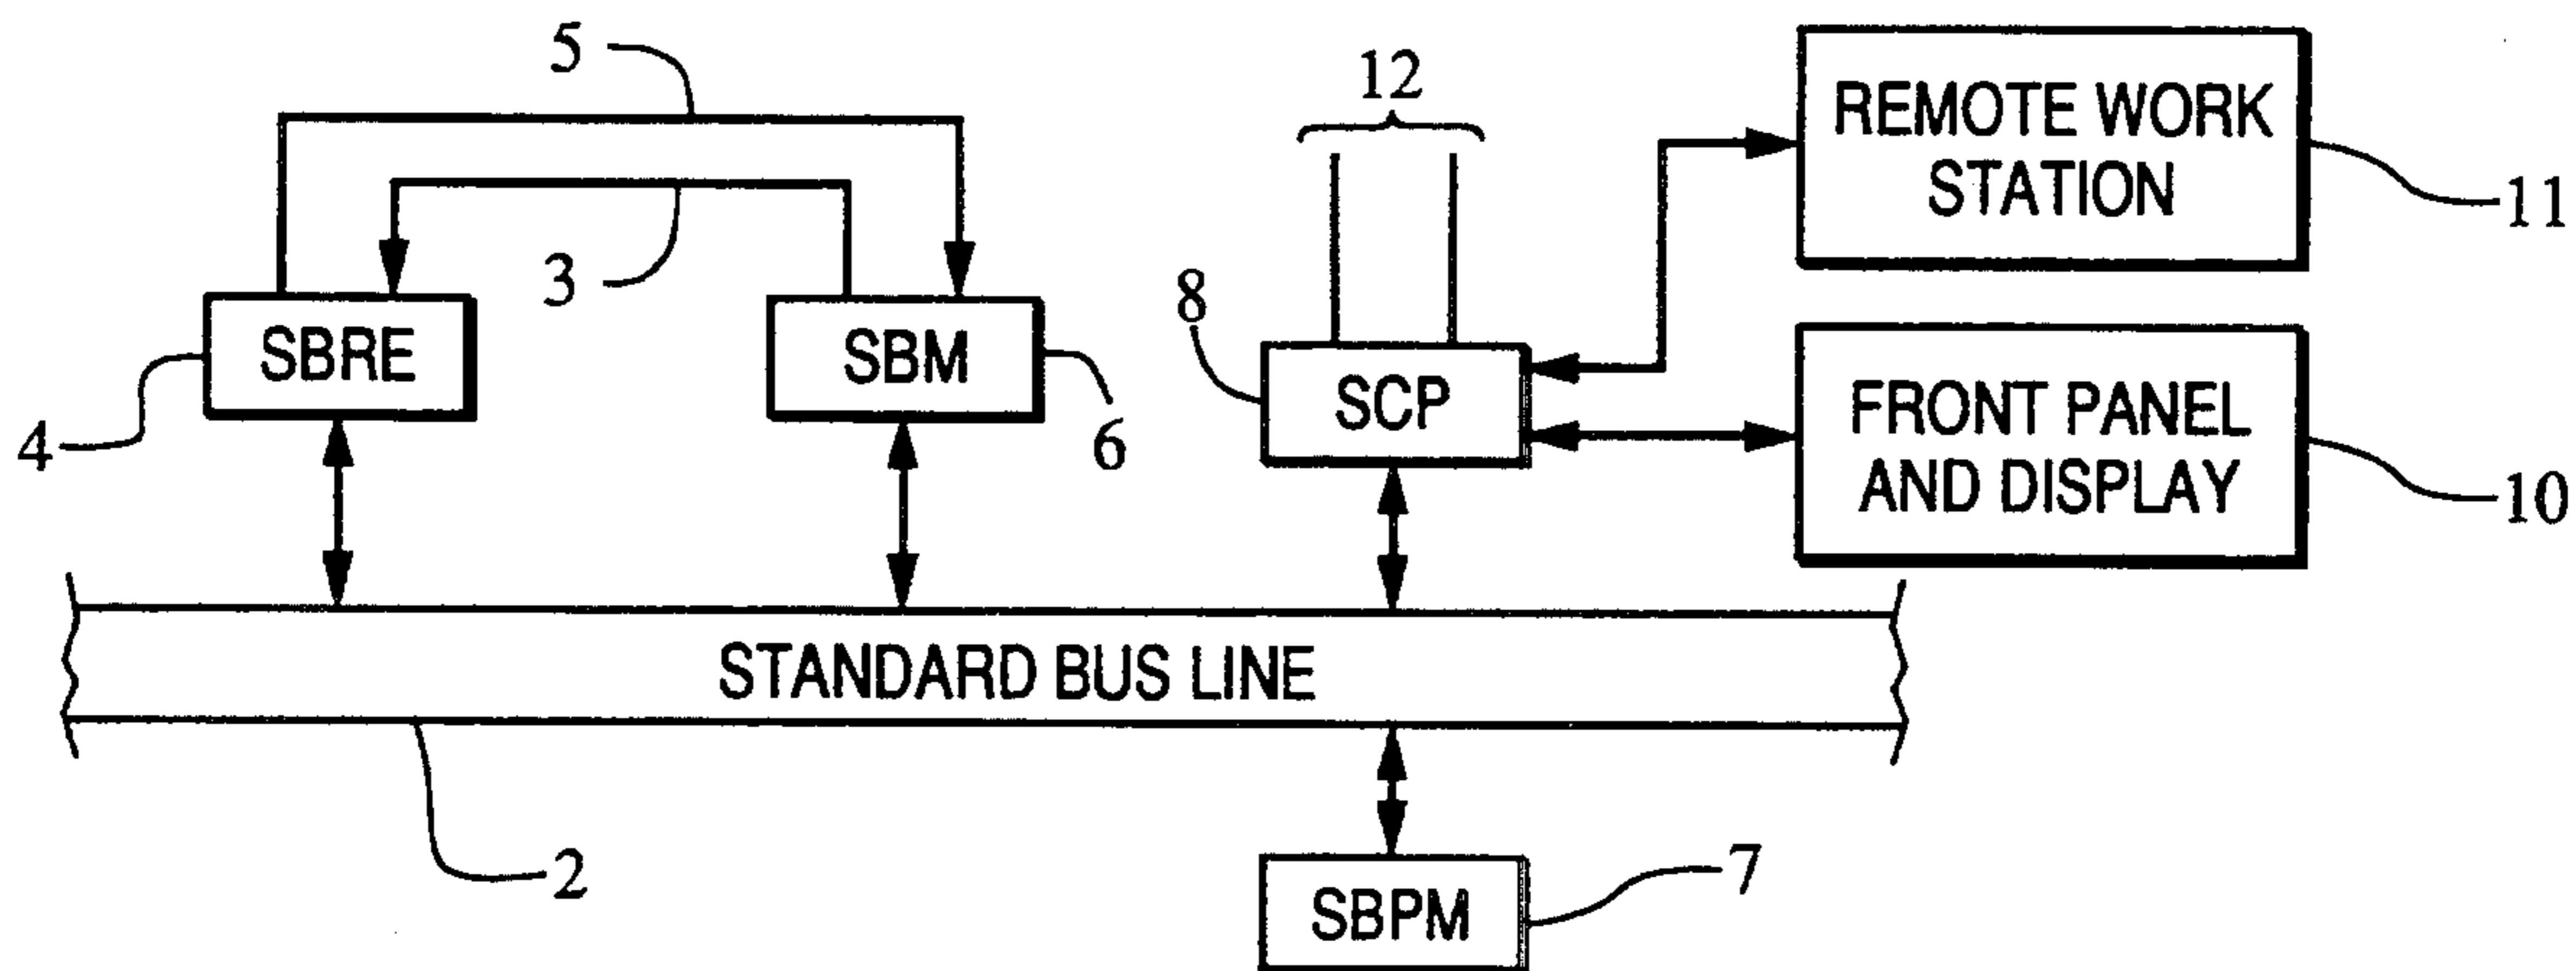 5
12
REMOTE WORK
STATION
11
3
8
SBRE
SBM
SCP
4
6
FRONT PANEL
AND DISPLAY
10
STANDARD BUS LINE
2
SBPM
7